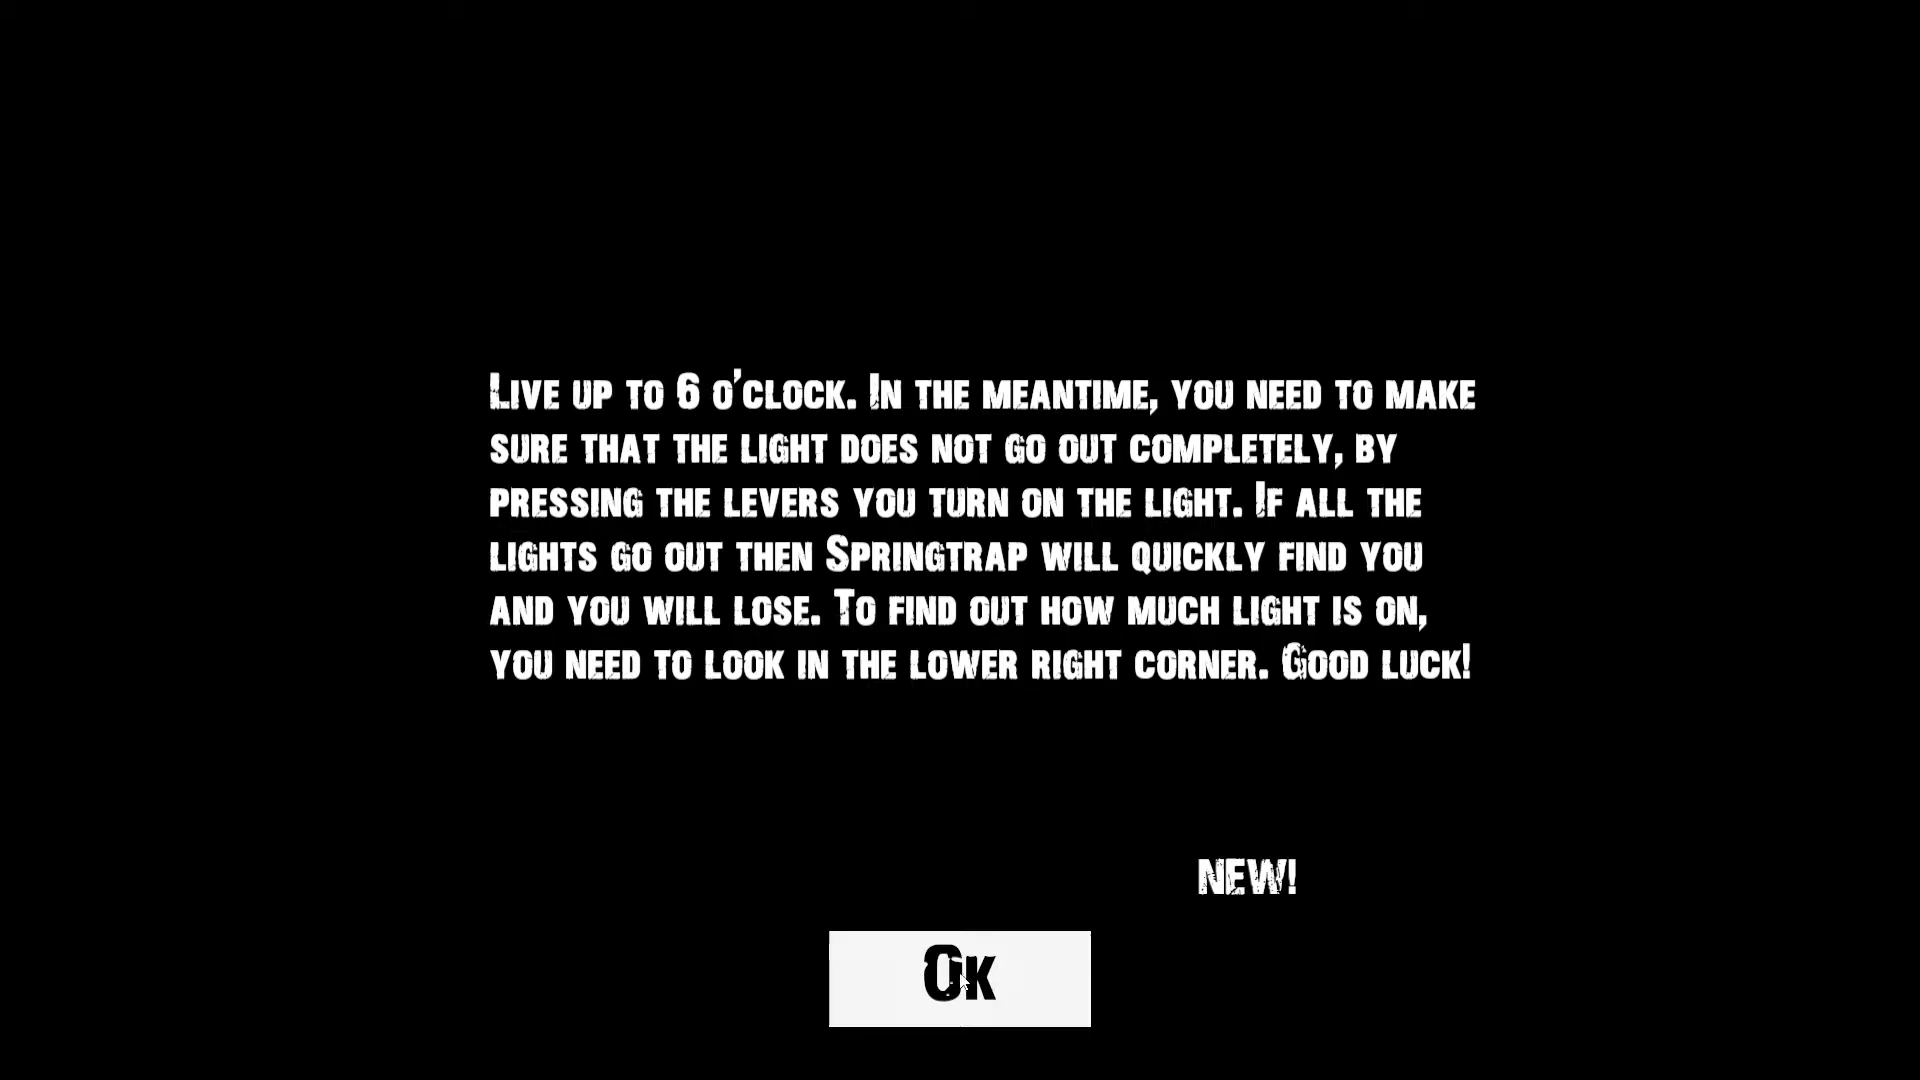 Live up to 6 o'clock. In the meantime, you need to make
sure that the light does not go out completely, by
pressing the levers you turn on the light. If all the
lights go out then Springtrap will quickly find you
and you will lose. To find out how much light is on,
you need to look in the lower right corner. Good luck!
NEW!
Ok